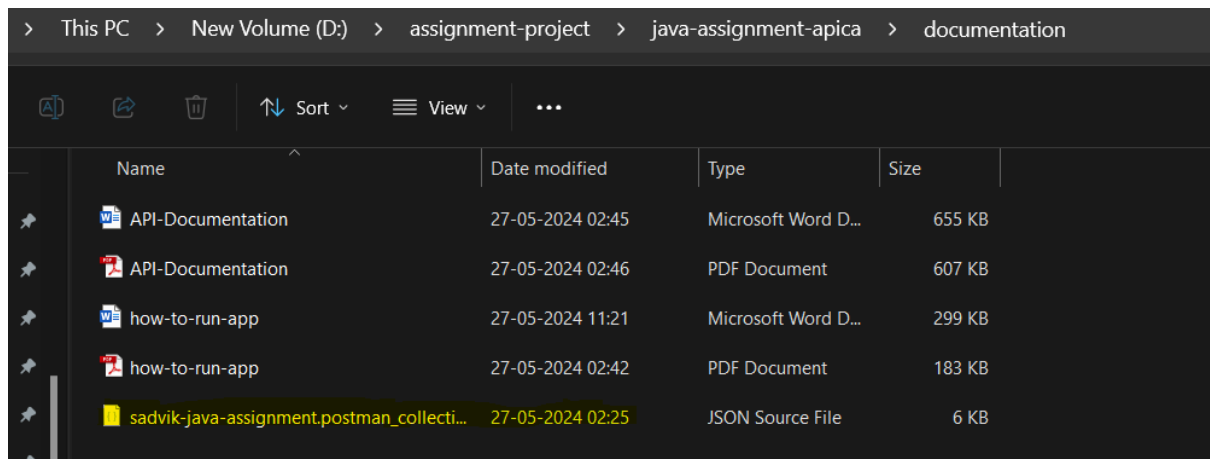 > This PC > New Volume (D:) > assignment-project > java-assignment-apica > documentation
Sort View •••
Name Date modified Type Size
API-Documentation 27-05-2024 02:45 Microsoft Word D... 655 KB
API-Documentation 27-05-2024 02:46 PDF Document 607 KB
how-to-run-app 27-05-2024 11:21 Microsoft Word D... 299 KB
how-to-run-app 27-05-2024 02:42 PDF Document 183 KB
sadvik-java-assignment.postman_collecti... 27-05-2024 02:25 JSON Source File 6 KB